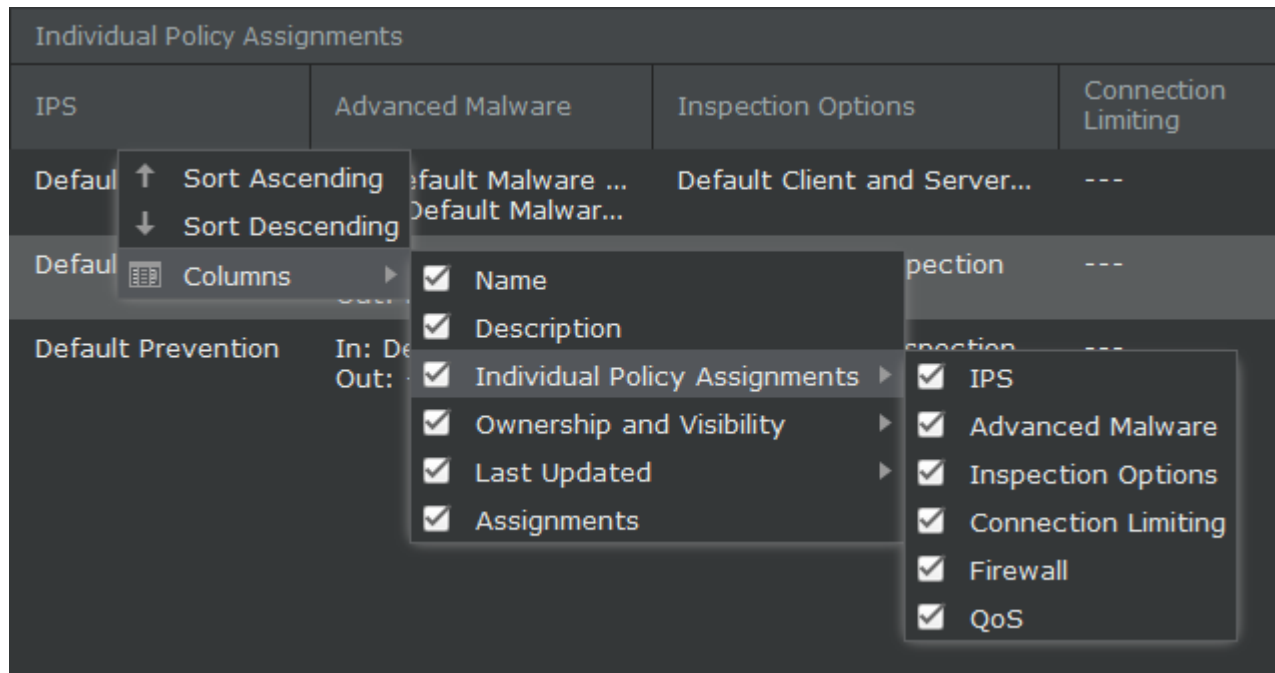 Individual Policy Assignments
IPS
Advanced Malware
Inspection Options
Connection
Limiting
Sort Ascending
Default Malware ...
Default Client and Server...
---
Default Malwar...
Sort Descending
---
Columns
Name
Description
Default Prevention
In:
---
Out:
Individual Policy Assignments
IPS
Ownership and Visibility
Advanced Malware
Last Updated
Inspection Options
Assignments
Connection Limiting
Firewall
QoS